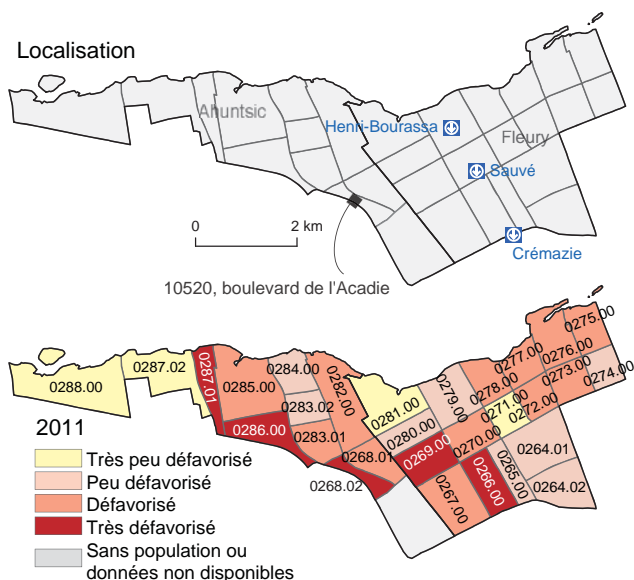 Localisation
Ahuntsic
Henri-Bourassa
Fleury
Sauvé
0 2 km
Crémazie
10520, boulevard de l'Acadie
0275.00
0277.00
0276.00
0287.02
0287.01
0284.00
0273.00
0288.00
0285.00
0282.00
0279.00
0278.00
0274.00
0283.02
0281.00
0271.00
0272.00
2011
0286.00
0283.01
0280.00
0270.00
0264.01
0268.01
0269.00
0265.00
0266.00
0268.02
0267.00
0264.02
Très peu défavorisé
Peu défavorisé
Défavorisé
Très défavorisé
Sans population ou
données non disponibles